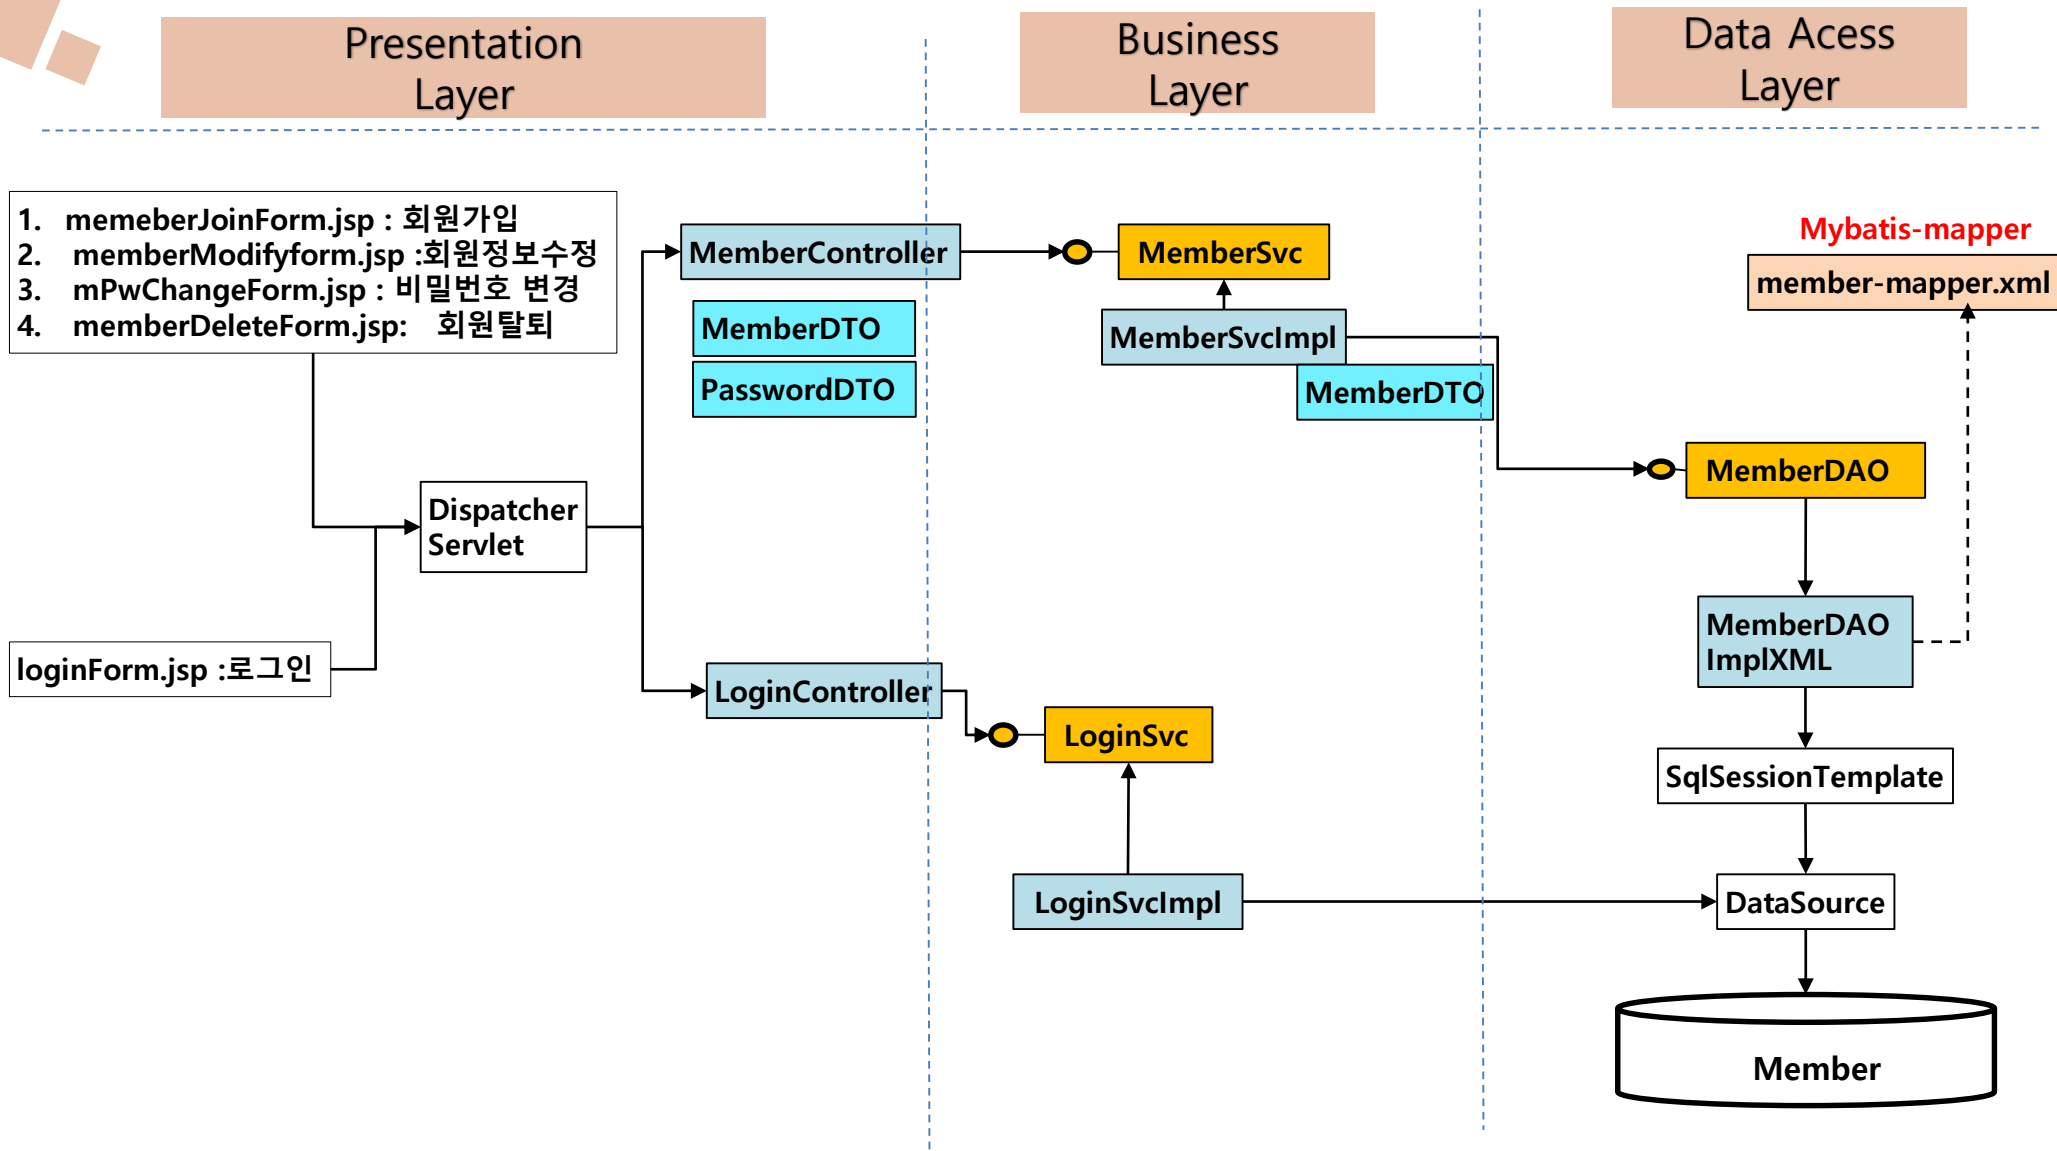 Presentation
Layer
Business
Layer
Data Acess
Layer
1. memeberJoinForm.jsp : 회원가입
2. memberModifyform.jsp :회원정보수정
3. mPwChangeForm.jsp : 비밀번호 변경
4. memberDeleteForm.jsp: 회원탈퇴
MemberController
MemberDTO
PasswordDTO
MemberSvc
MemberSvcImpl
MemberDTO
Mybatis-mapper
member-mapper.xml
MemberDAO
Dispatcher
Servlet
MemberDAO
ImplXML
loginForm.jsp :로그인
LoginController
LoginSvc
SqlSessionTemplate
LoginSvcImpl
DataSource
Member